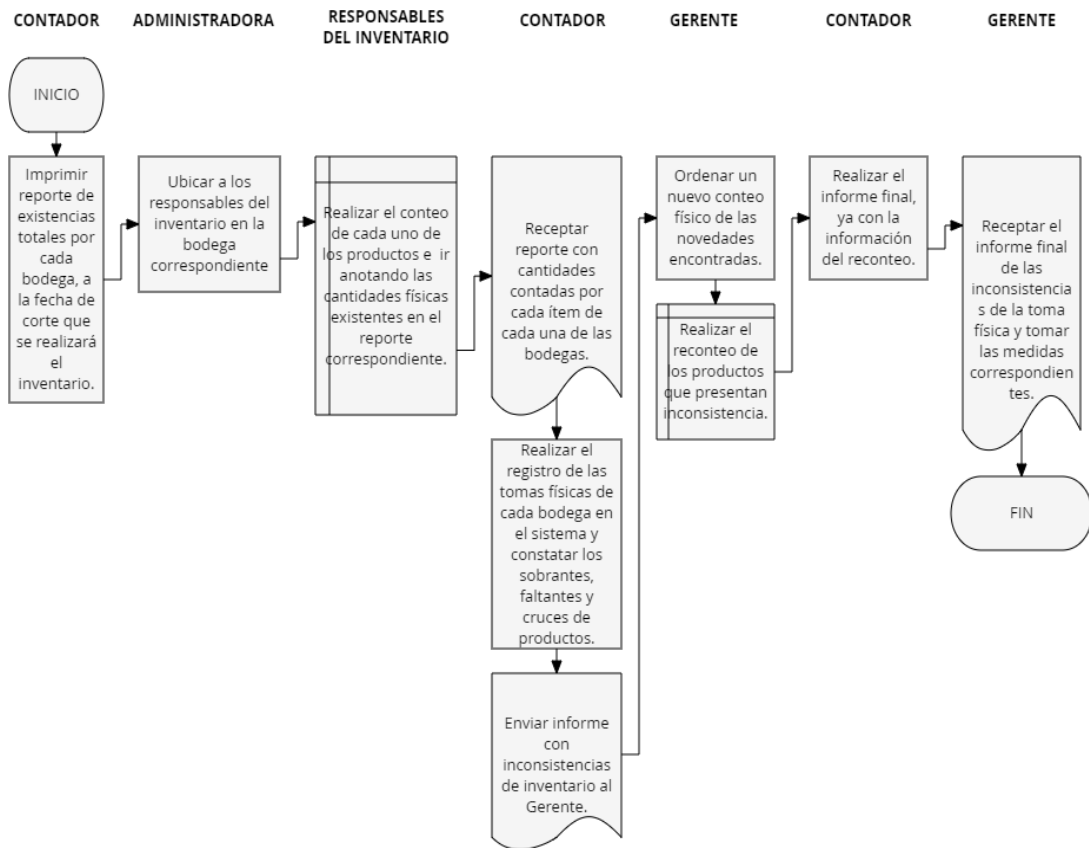 CONTADOR
ADMINISTRADORA
RESPONSABLES
DEL INVENTARIO
CONTADOR
GERENTE
CONTADOR
GERENTE
INICIO
Imprimir
reporte de
existencias
totales por
cada
bodega, a
la fecha de
corte que
se realizará
el
inventario.
Ubicar a los
responsables del
inventario en la
bodega
correspondiente
Realizar el conteo
de cada uno de
los productos e ir
anotando las
cantidades físicas
existentes en el
reporte
correspondiente.
Receptar
reporte con
cantidades
contadas por
cada ítem de
cada una de las
bodegas.
Realizar el
registro de las
tomas físicas de
cada bodega en
el sistema y
constatar los
sobrantes,
faltantes y
cruces de
productos.
Enviar informe
con
inconsistencias
de inventario al
Gerente.
Ordenar un
nuevo conteo
físico de las
novedades
encontradas.
Realizar el
reconteo de
los productos
que presentan
inconsistencia.
Realizar el
informe final,
ya con la
información
del reconteo.
Receptar el
informe final
de las
inconsistencia
s de la toma
física y tomar
las medidas
correspondien
tes.
FIN